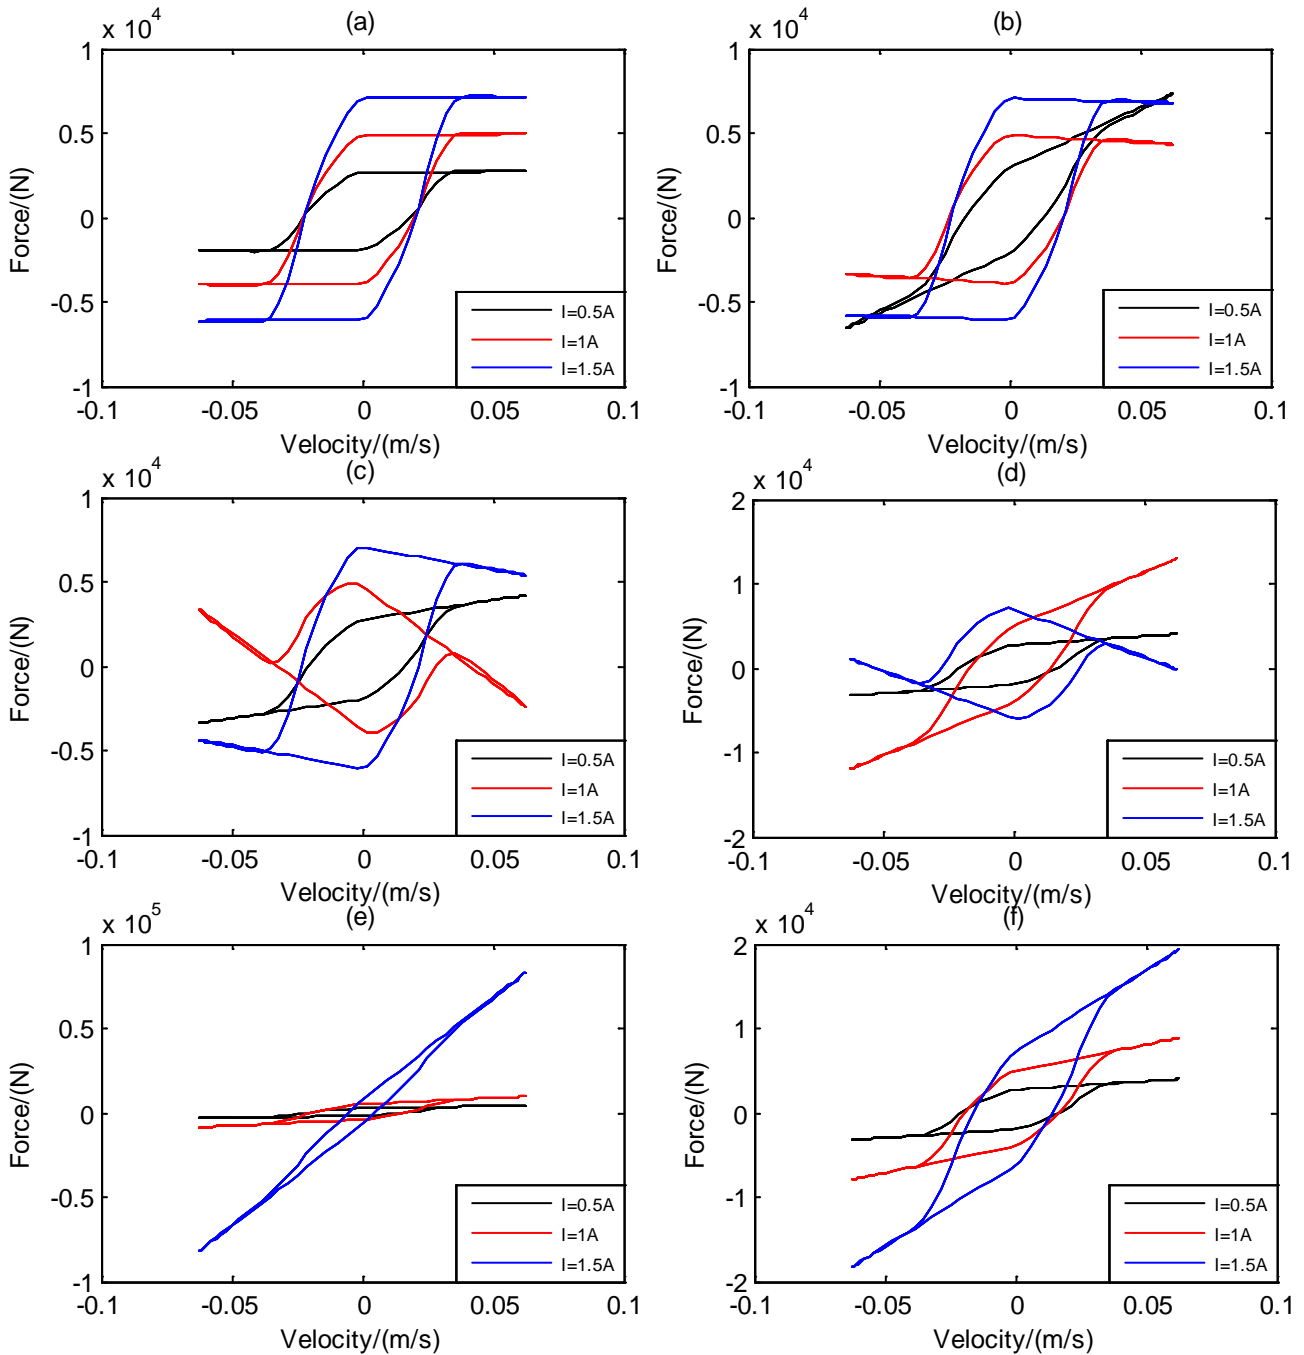 (a)
x 10^4
1
0.5
0
-0.5
-1
Force/(N)
-0.1
-0.05
0
0.05
0.1
Velocity/(m/s)
I=0.5A
I=1A
I=1.5A
(b)
x 10^4
1
0.5
0
-0.5
-1
Force/(N)
-0.1
-0.05
0
0.05
0.1
Velocity/(m/s)
I=0.5A
I=1A
I=1.5A
(c)
x 10^4
1
0.5
0
-0.5
-1
Force/(N)
-0.1
-0.05
0
0.05
0.1
Velocity/(m/s)
I=0.5A
I=1A
I=1.5A
(d)
x 10^4
2
1
0
-1
-2
Force/(N)
-0.1
-0.05
0
0.05
0.1
Velocity/(m/s)
I=0.5A
I=1A
I=1.5A
(e)
x 10^5
1
0.5
0
-0.5
-1
Force/(N)
-0.1
-0.05
0
0.05
0.1
Velocity/(m/s)
I=0.5A
I=1A
I=1.5A
(f)
x 10^4
2
1
0
-1
-2
Force/(N)
-0.1
-0.05
0
0.05
0.1
Velocity/(m/s)
I=0.5A
I=1A
I=1.5A